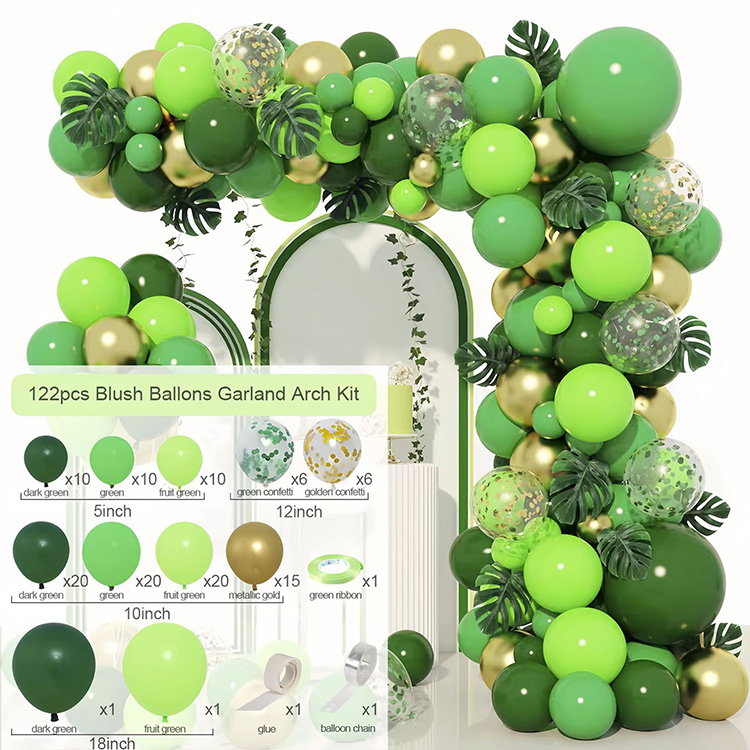 122pcs Blush Ballons Garland Arch Kit
x10 x10 x10 x6 x6
dark green green fruit green green confetti golden confetti
5inch 12inch
x20 x20 x20 x15 x1
dark green green fruit green metallic gold green ribbon
10inch
x1 x1 x1 x1
dark green fruit green glue balloon chain
18inch